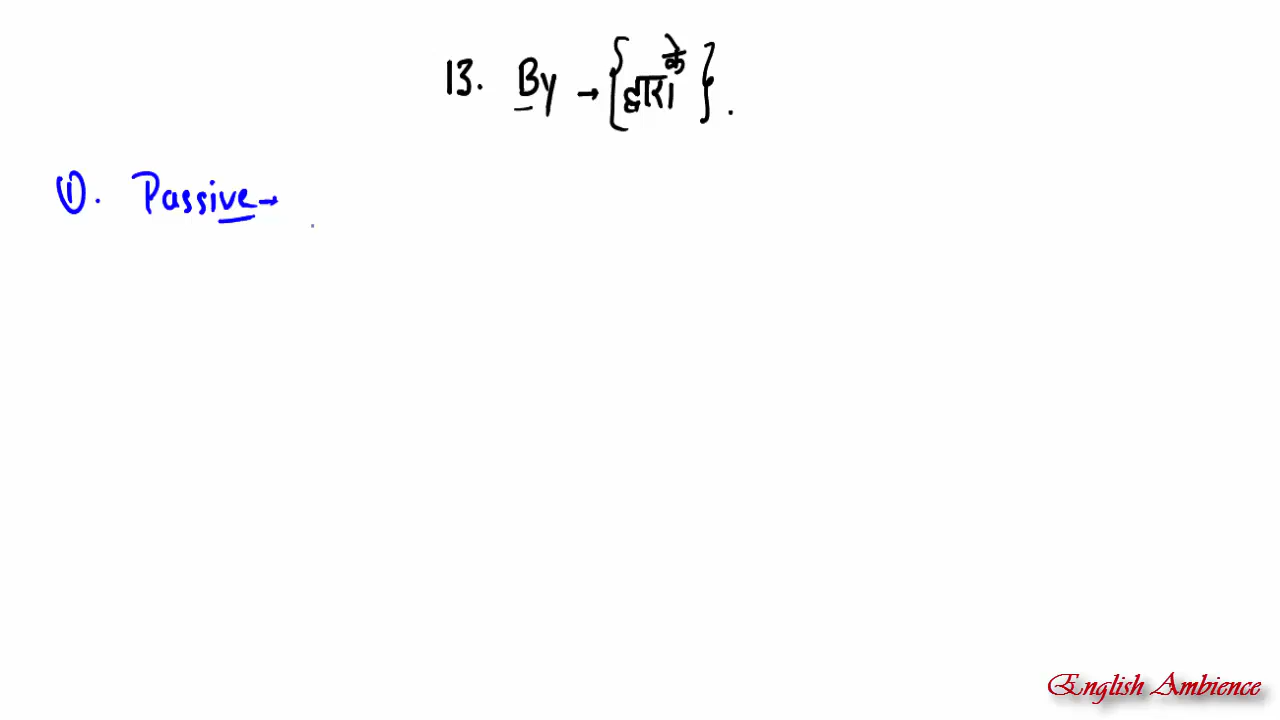 13. By → {द्वारा के}.
①. Passive →
English Ambience